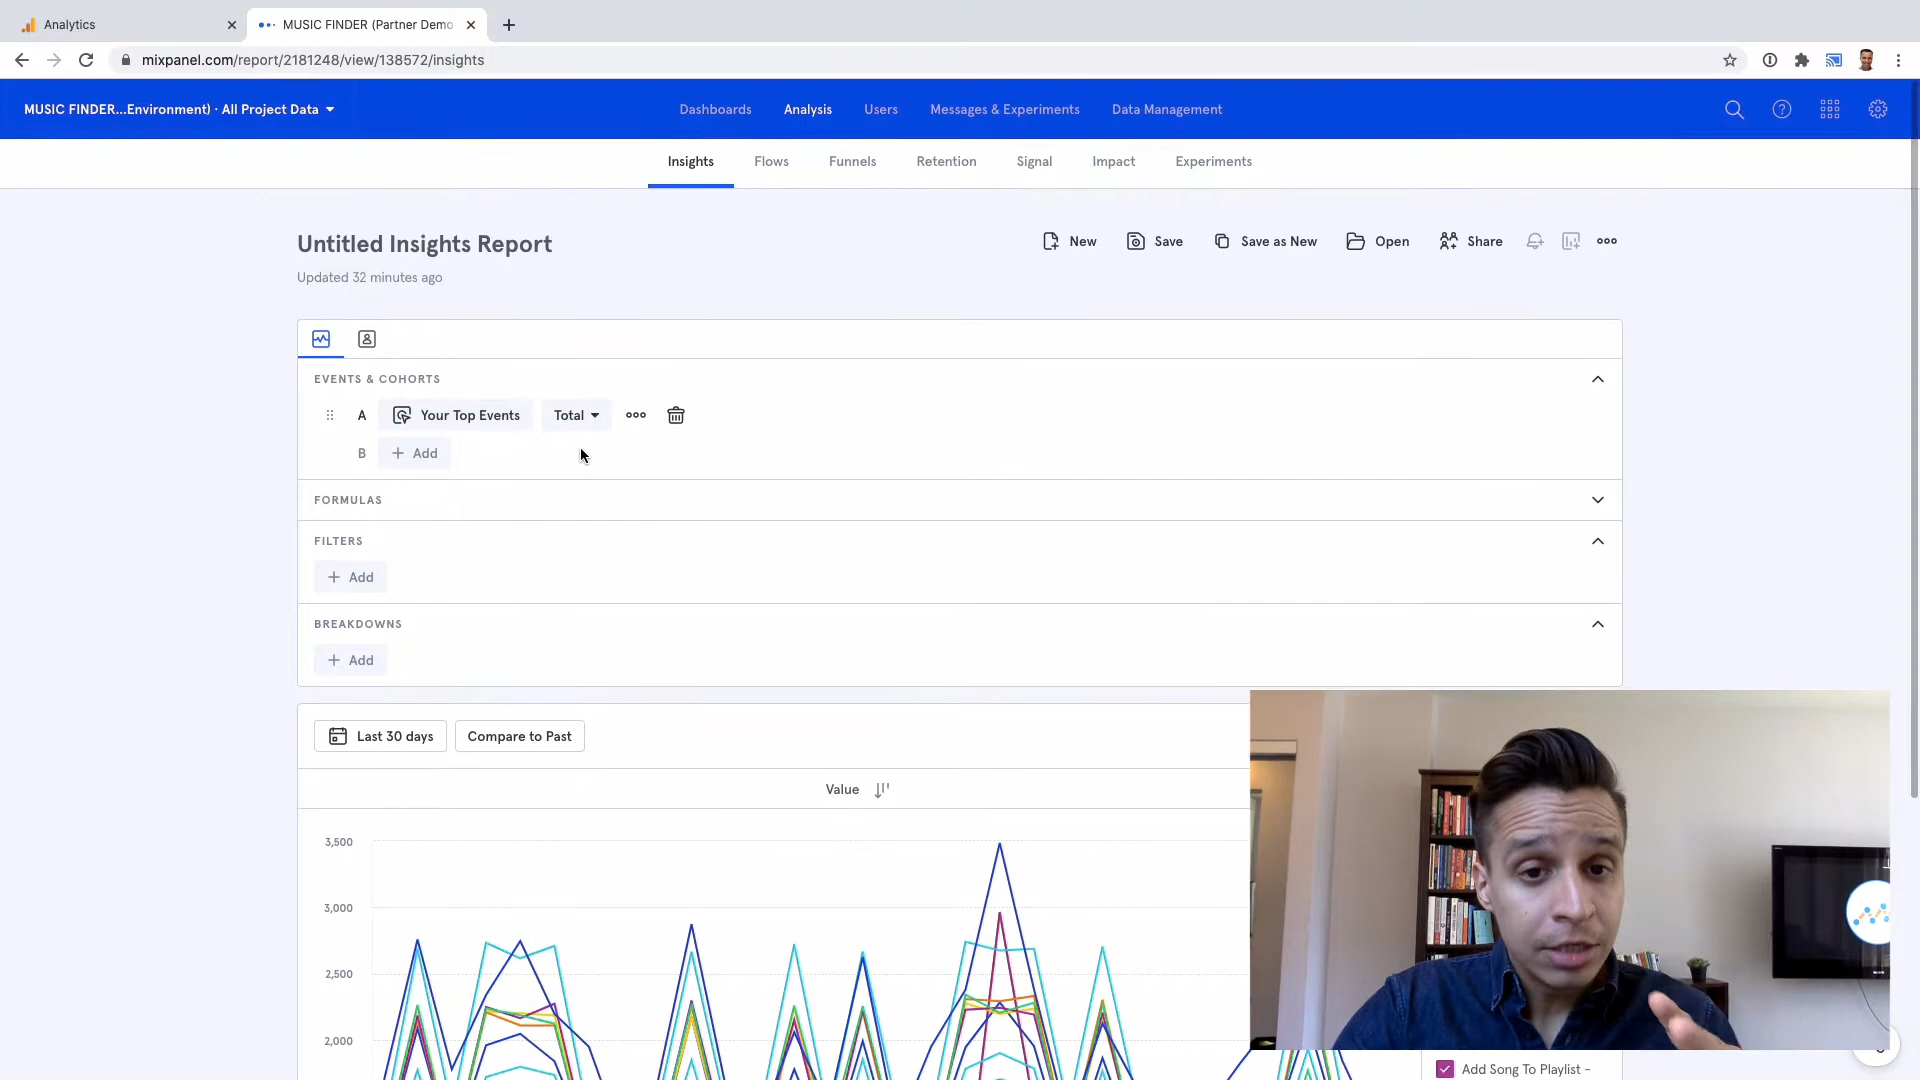 Analytics
MUSIC FINDER (Partner Demo
mixpanel.com/report/2181248/view/138572/insights
MUSIC FINDER...Environment) · All Project Data
Dashboards
Analysis
Users
Messages & Experiments
Data Management
Insights
Flows
Funnels
Retention
Signal
Impact
Experiments
Untitled Insights Report
New
Save
Save as New
Open
Share
Updated 32 minutes ago
EVENTS & COHORTS
A
Your Top Events
Total
B
+ Add
FORMULAS
FILTERS
+ Add
BREAKDOWNS
+ Add
Last 30 days
Compare to Past
Value
3,500
3,000
2,500
2,000
Add Song To Playlist -